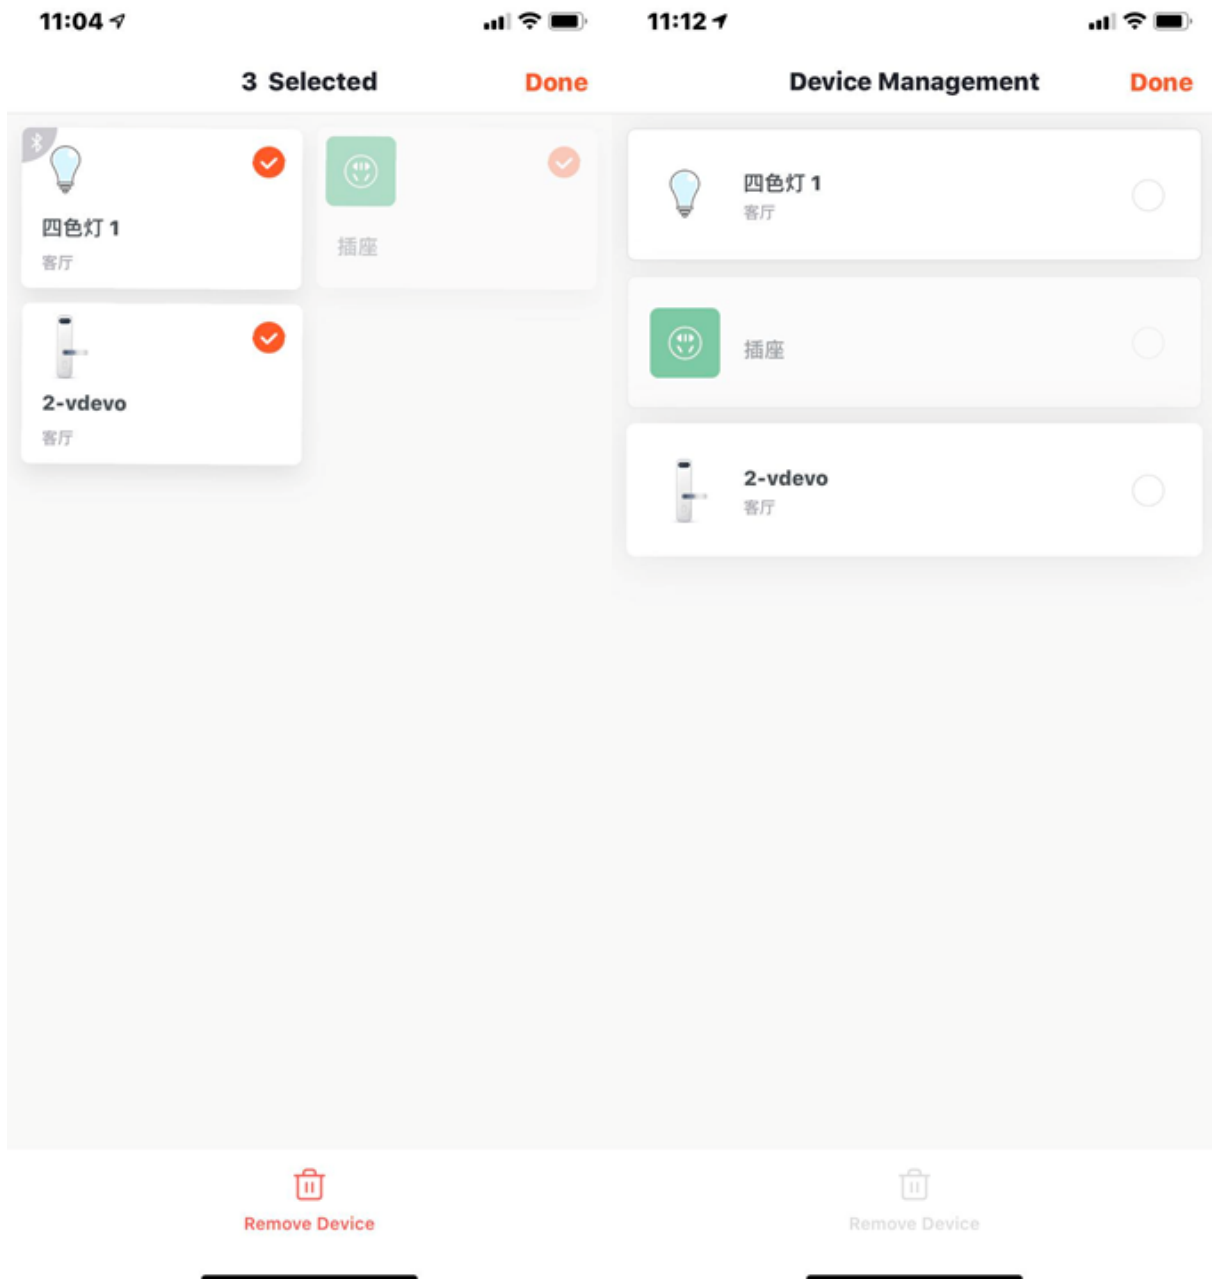 11:04
3 Selected
Done
四色灯 1
客厅
插座
2-vdevo
客厅
Remove Device
11:12
Device Management
Done
四色灯 1
客厅
插座
2-vdevo
客厅
Remove Device